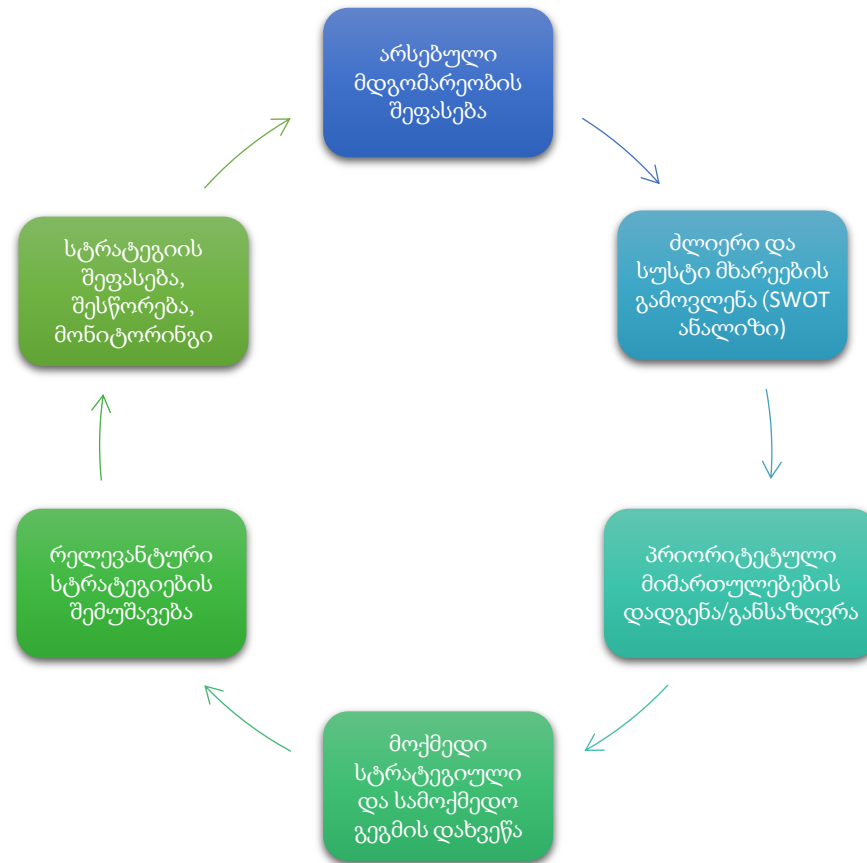 არსებული
მდგომარეობის
შეფასება
ძლიერი და
სუსტი მხარეების
გამოვლენა (SWOT
ანალიზი)
პრიორიტეტული
მიმართულებების
დადგენა/განსაზღვრა
მოქმედი
სტრატეგიული
და სამოქმედო
გეგმის დახვეწა
რელევანტური
სტრატეგიების
შემუშავება
სტრატეგიის
შეფასება,
შესწორება,
მონიტორინგი